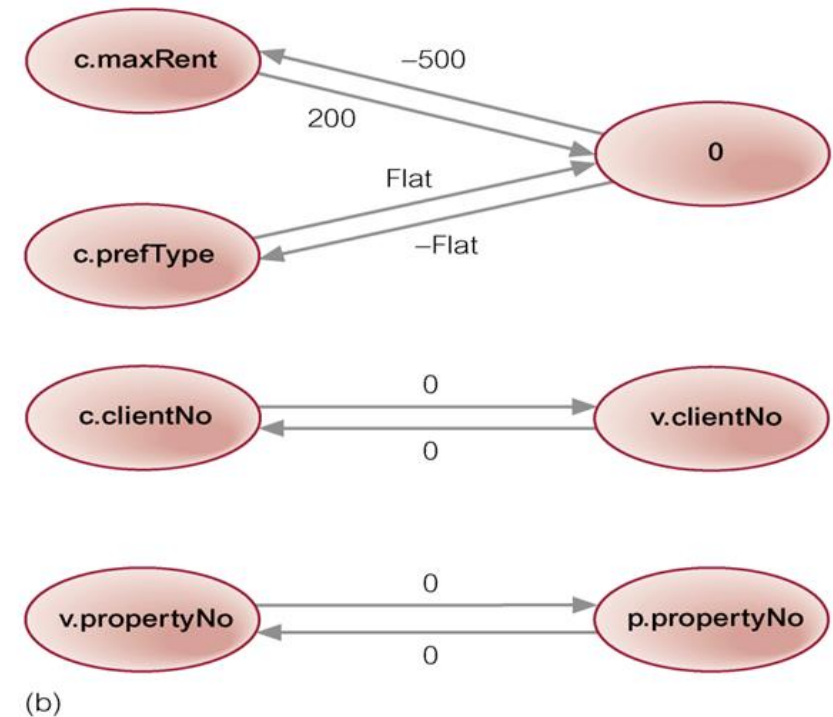 c.maxRent
–500
200
0
Flat
c.prefType
–Flat
0
c.clientNo
v.clientNo
0
0
v.propertyNo
p.propertyNo
0
(b)